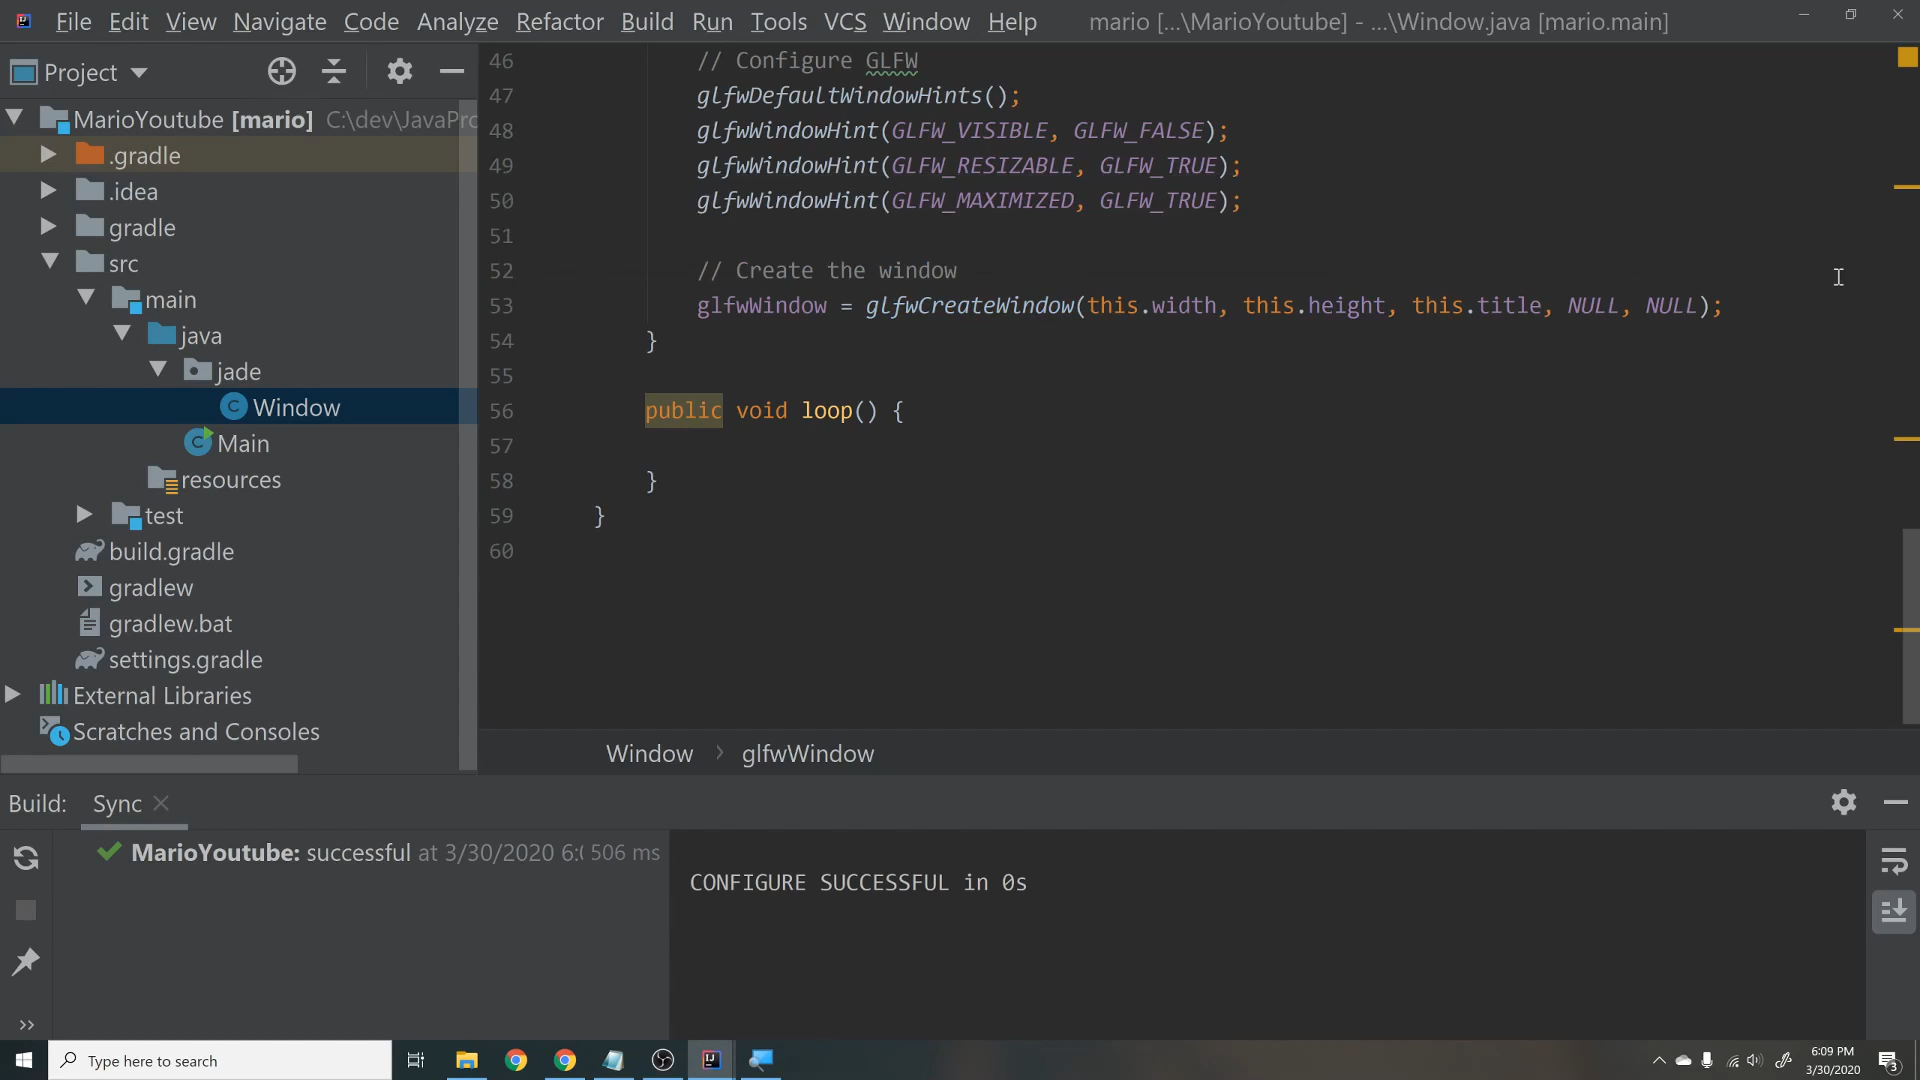 File Edit View Navigate Code Analyze Refactor Build Run Tools VCS Window Help mario [...\MarioYoutube] - ...\Window.java [mario.main]
Project
MarioYoutube [mario] C:\dev\JavaPrc
.gradle
.idea
gradle
src
main
java
jade
Window
Main
resources
test
build.gradle
gradlew
gradlew.bat
settings.gradle
External Libraries
Scratches and Consoles
46 // Configure GLFW
47 glfwDefaultWindowHints();
48 glfwWindowHint(GLFW_VISIBLE, GLFW_FALSE);
49 glfwWindowHint(GLFW_RESIZABLE, GLFW_TRUE);
50 glfwWindowHint(GLFW_MAXIMIZED, GLFW_TRUE);
51
52 // Create the window
53 glfwWindow = glfwCreateWindow(this.width, this.height, this.title, NULL, NULL);
54 }
55
56 public void loop() {
57
58 }
59 }
60
Window › glfwWindow
Build: Sync
MarioYoutube: successful at 3/30/2020 6:0 506 ms
CONFIGURE SUCCESSFUL in 0s
Type here to search
6:09 PM
3/30/2020
3